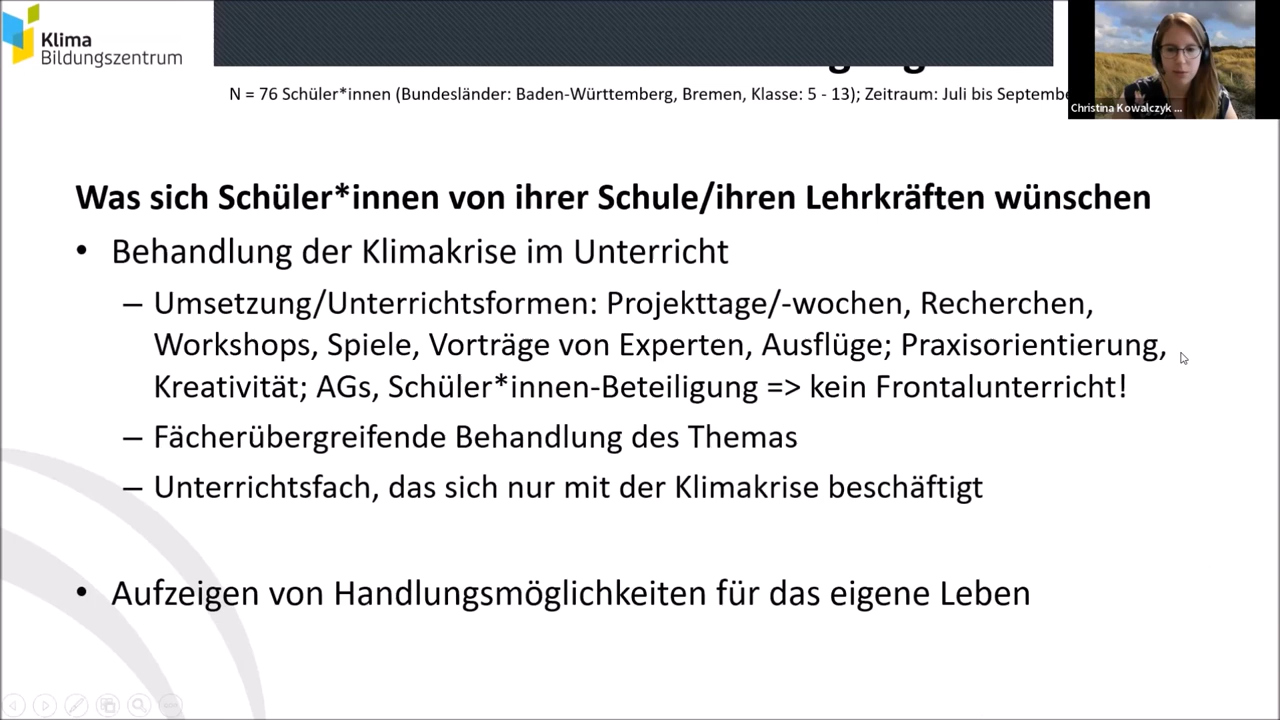 Klima
Bildungszentrum
N = 76 Schüler*innen (Bundesländer: Baden-Württemberg, Bremen, Klasse: 5 - 13); Zeitraum: Juli bis
Christina Kowalczyk ...
Was sich Schüler*innen von ihrer Schule/ihren Lehrkräften wünschen
• Behandlung der Klimakrise im Unterricht
– Umsetzung/Unterrichtsformen: Projekttage/-wochen, Recherchen,
Workshops, Spiele, Vorträge von Experten, Ausflüge; Praxisorientierung,
Kreativität; AGs, Schüler*innen-Beteiligung => kein Frontalunterricht!
– Fächerübergreifende Behandlung des Themas
– Unterrichtsfach, das sich nur mit der Klimakrise beschäftigt
• Aufzeigen von Handlungsmöglichkeiten für das eigene Leben